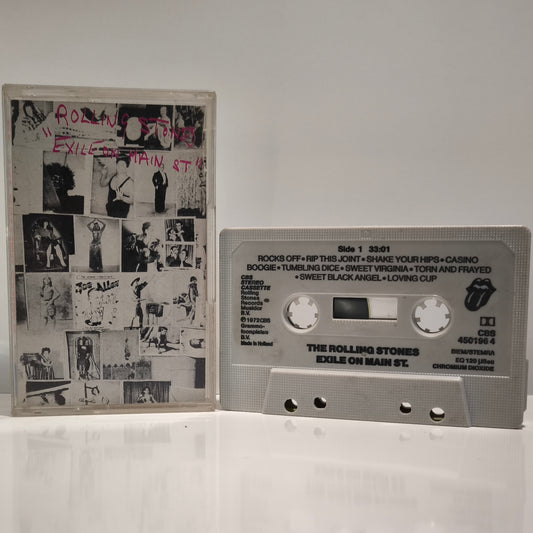 ROLLING STONES
"EXILE ON MAIN ST"
JOE ALLEN
Side 1 33:01
ROCKS OFF • RIP THIS JOINT • SHAKE YOUR HIPS • CASINO
BOOGIE • TUMBLING DICE • SWEET VIRGINIA • TORN AND FRAYED
• SWEET BLACK ANGEL • LOVING CUP
CBS
STEREO
CASSETTE
Rolling
Stones
Records
Musidor
B.V.
℗ 1972 CBS
Grammo-
foonplaten
B.V.
Made in Holland
CBS
450196 4
BIEM/STEMRA
EQ 120 µSec
CHROMIUM DIOXIDE
THE ROLLING STONES
EXILE ON MAIN ST.